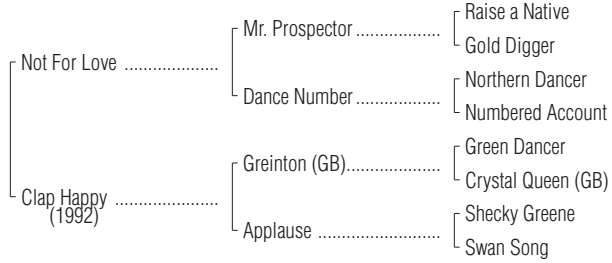 Raise a Native
Mr. Prospector ..................
Gold Digger
Not For Love ....................
Northern Dancer
Dance Number ..................
Numbered Account
Green Dancer
Greinton (GB)....................
Crystal Queen (GB)
Clap Happy ......................
(1992)
Shecky Greene
Applause ..........................
Swan Song